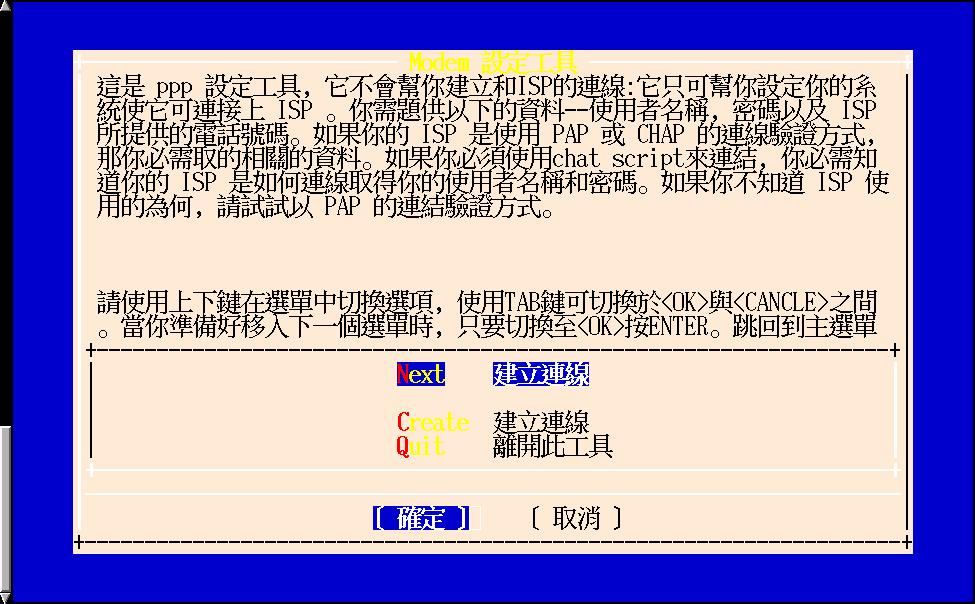 Modem 設定工具
這是 ppp 設定工具, 它不會幫你建立和ISP的連線:它只可幫你設定你的系
統使它可連接上 ISP 。你需題供以下的資料--使用者名稱, 密碼以及 ISP
所提供的電話號碼。如果你的 ISP 是使用 PAP 或 CHAP 的連線驗證方式,
那你必需取的相關的資料。如果你必須使用chat script來連結, 你必需知
道你的 ISP 是如何連線取得你的使用者名稱和密碼。如果你不知道 ISP 使
用的為何, 請試試以 PAP 的連結驗證方式。
請使用上下鍵在選單中切換選項, 使用TAB鍵可切換於<OK>與<CANCLE>之間
。當你準備好移入下一個選單時, 只要切換至<OK>按ENTER。跳回到主選單
Next 建立連線
Create 建立連線
Quit 離開此工具
[ 確定 ] [ 取消 ]